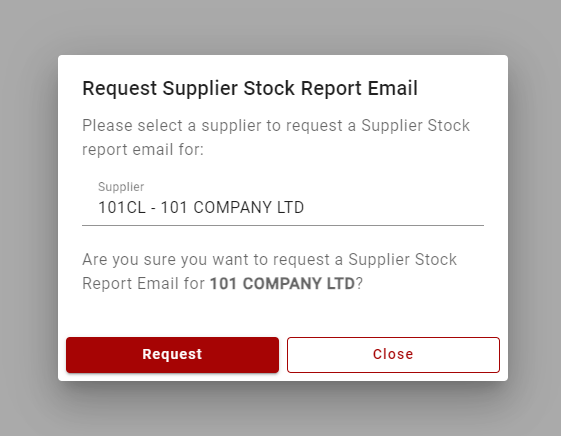 Request Supplier Stock Report Email
Please select a supplier to request a Supplier Stock
report email for:
Supplier
101CL - 101 COMPANY LTD
Are you sure you want to request a Supplier Stock
Report Email for 101 COMPANY LTD?
Request
Close